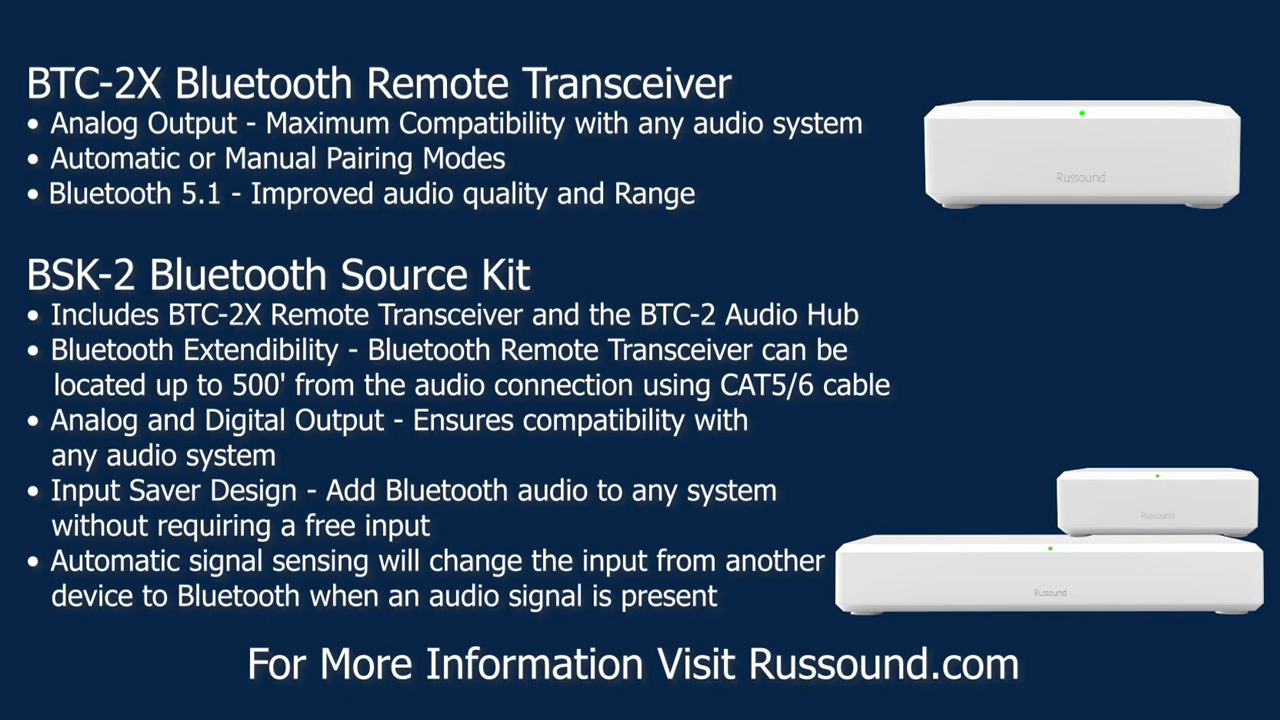 BTC-2X Bluetooth Remote Transceiver
• Analog Output - Maximum Compatibility with any audio system
• Automatic or Manual Pairing Modes
• Bluetooth 5.1 - Improved audio quality and Range
Russound
BSK-2 Bluetooth Source Kit
• Includes BTC-2X Remote Transceiver and the BTC-2 Audio Hub
• Bluetooth Extendibility - Bluetooth Remote Transceiver can be
located up to 500' from the audio connection using CAT5/6 cable
• Analog and Digital Output - Ensures compatibility with
any audio system
• Input Saver Design - Add Bluetooth audio to any system
without requiring a free input
• Automatic signal sensing will change the input from another
device to Bluetooth when an audio signal is present
Russound
Russound
For More Information Visit Russound.com